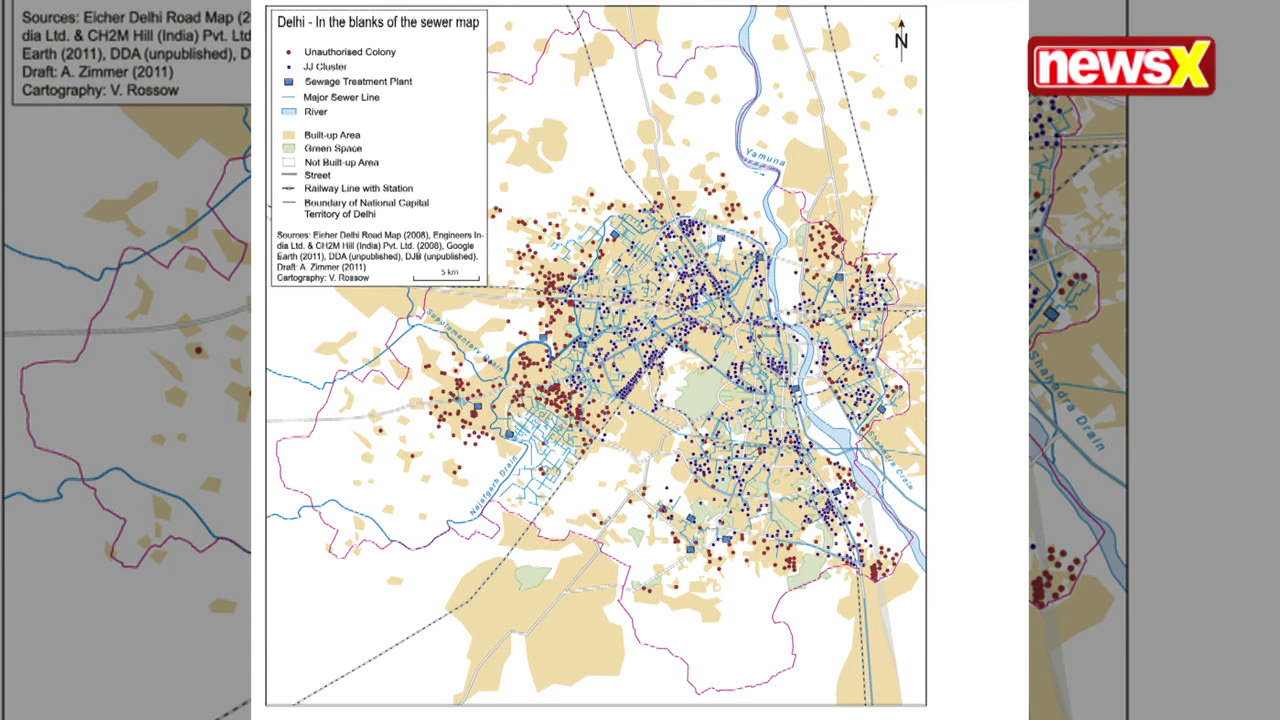 Sources: Eicher Delhi Road Map (2
dia Ltd. & CH2M Hill (India) Pvt. Ltd
Earth (2011), DDA (unpublished), D
Draft: A. Zimmer (2011)
Cartography: V. Rossow
Delhi - In the blanks of the sewer map
Unauthorised Colony
JJ Cluster
Sewage Treatment Plant
Major Sewer Line
River
Built-up Area
Green Space
Not Built-up Area
Street
Railway Line with Station
Boundary of National Capital
Territory of Delhi
Sources: Eicher Delhi Road Map (2008), Engineers In-
dia Ltd. & CH2M Hill (India) Pvt. Ltd. (2008), Google
Earth (2011), DDA (unpublished), DJB (unpublished).
Draft: A. Zimmer (2011)
Cartography: V. Rossow
5 km
N
newsX
Yamuna
Supplementary Drain
Najafgarh Drain
Shahdra Drain
Shahadra Drain